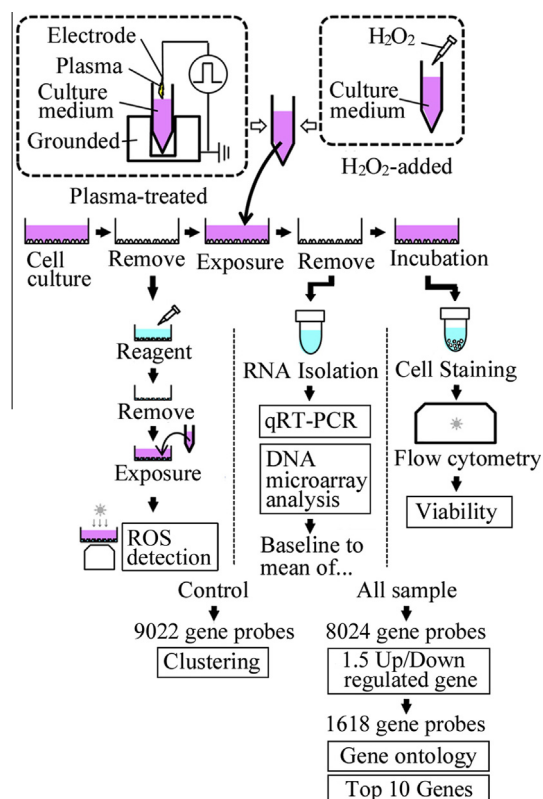 Electrode
Plasma
Culture
medium
Grounded
Plasma-treated
H₂O₂
Culture
medium
H₂O₂-added
Cell
culture
Remove
Exposure
Remove
Incubation
Reagent
Remove
Exposure
ROS
detection
RNA Isolation
qRT-PCR
DNA
microarray
analysis
Baseline to
mean of...
Cell Staining
Flow cytometry
Viability
Control
9022 gene probes
Clustering
All sample
8024 gene probes
1.5 Up/Down
regulated gene
1618 gene probes
Gene ontology
Top 10 Genes